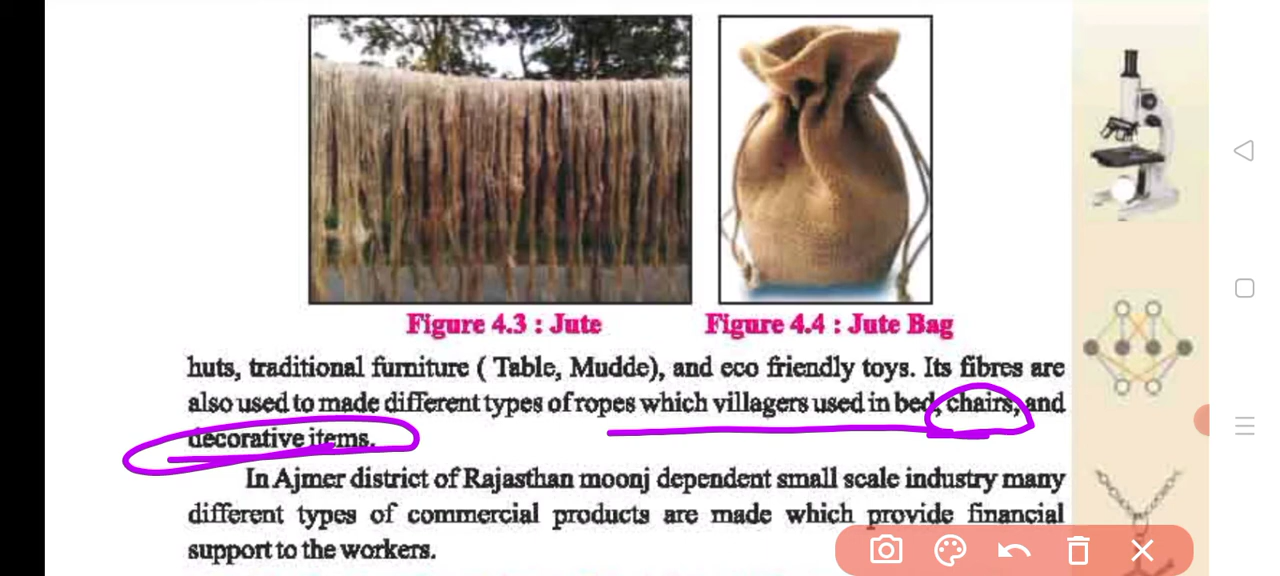 Figure 4.3 : Jute
Figure 4.4 : Jute Bag
huts, traditional furniture ( Table, Mudde), and eco friendly toys. Its fibres are
also used to made different types of ropes which villagers used in bed, chairs, and
decorative items.
In Ajmer district of Rajasthan moonj dependent small scale industry many
different types of commercial products are made which provide financial
support to the workers.